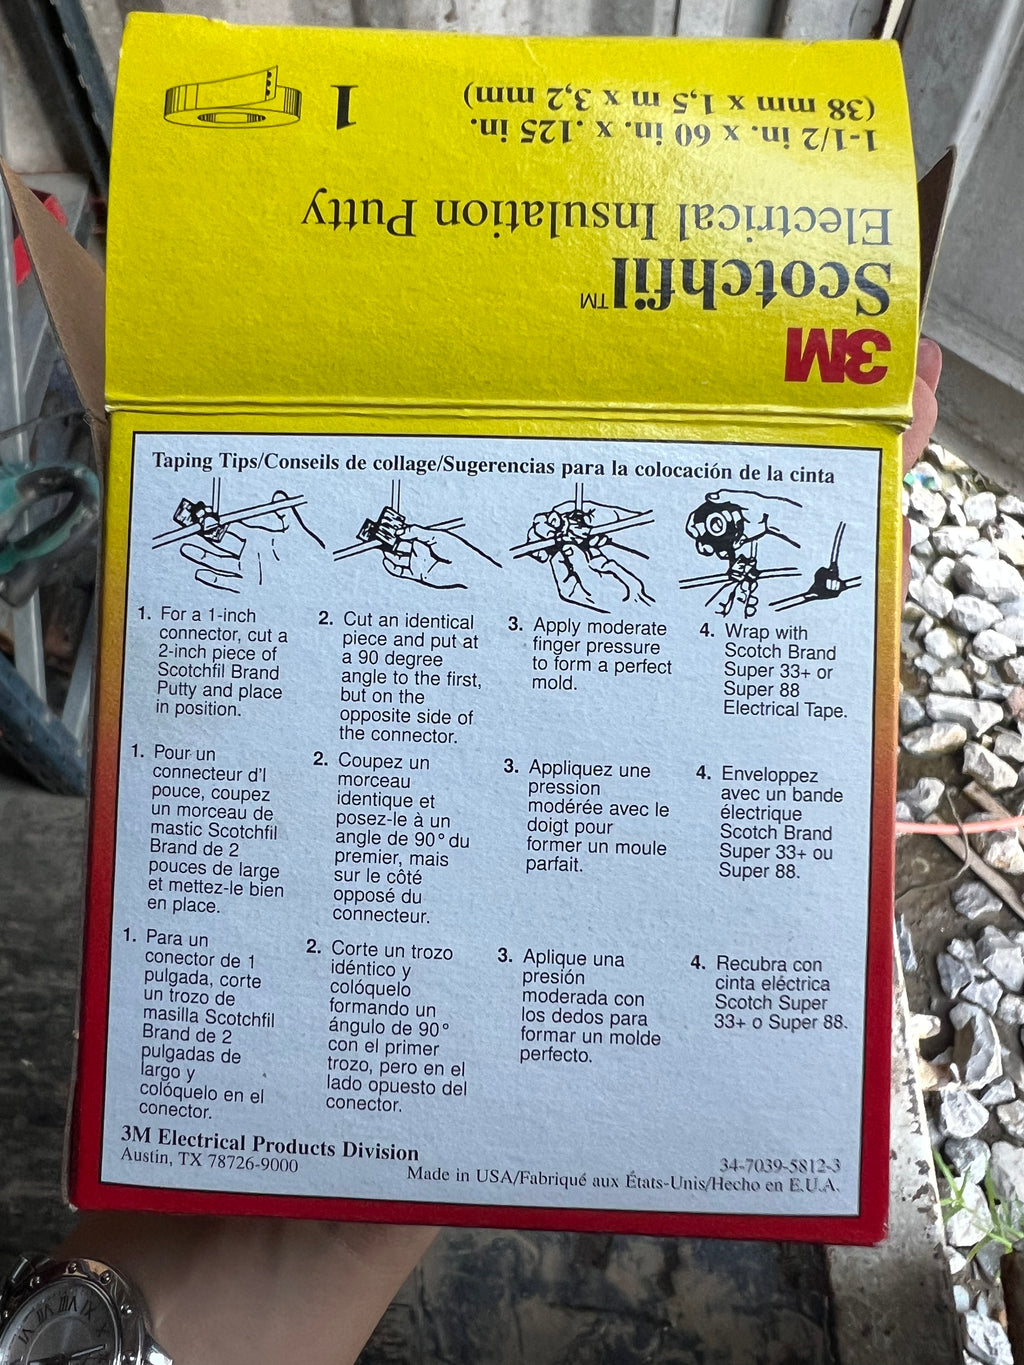 3M
Scotchfil™
Electrical Insulation Putty
1-1/2 in. x 60 in. x .125 in.
(38 mm x 1,5 m x 3,2 mm)
1
Taping Tips/Conseils de collage/Sugerencias para la colocación de la cinta
1. For a 1-inch
connector, cut a
2-inch piece of
Scotchfil Brand
Putty and place
in position.
2. Cut an identical
piece and put at
a 90 degree
angle to the first,
but on the
opposite side of
the connector.
3. Apply moderate
finger pressure
to form a perfect
mold.
4. Wrap with
Scotch Brand
Super 33+ or
Super 88
Electrical Tape.
1. Pour un
connecteur d'l
pouce, coupez
un morceau de
mastic Scotchfil
Brand de 2
pouces de large
et mettez-le bien
en place.
2. Coupez un
morceau
identique et
posez-le à un
angle de 90° du
premier, mais
sur le côté
opposé du
connecteur.
3. Appliquez une
pression
modérée avec le
doigt pour
former un moule
parfait.
4. Enveloppez
avec un bande
électrique
Scotch Brand
Super 33+ ou
Super 88.
1. Para un
conector de 1
pulgada, corte
un trozo de
masilla Scotchfil
Brand de 2
pulgadas de
largo y
colóquelo en el
conector.
2. Corte un trozo
idéntico y
colóquelo
formando un
ángulo de 90°
con el primer
trozo, pero en el
lado opuesto del
conector.
3. Aplique una
presión
moderada con
los dedos para
formar un molde
perfecto.
4. Recubra con
cinta eléctrica
Scotch Super
33+ o Super 88.
3M Electrical Products Division
Austin, TX 78726-9000
34-7039-5812-3
Made in USA/Fabriqué aux États-Unis/Hecho en E.U.A.